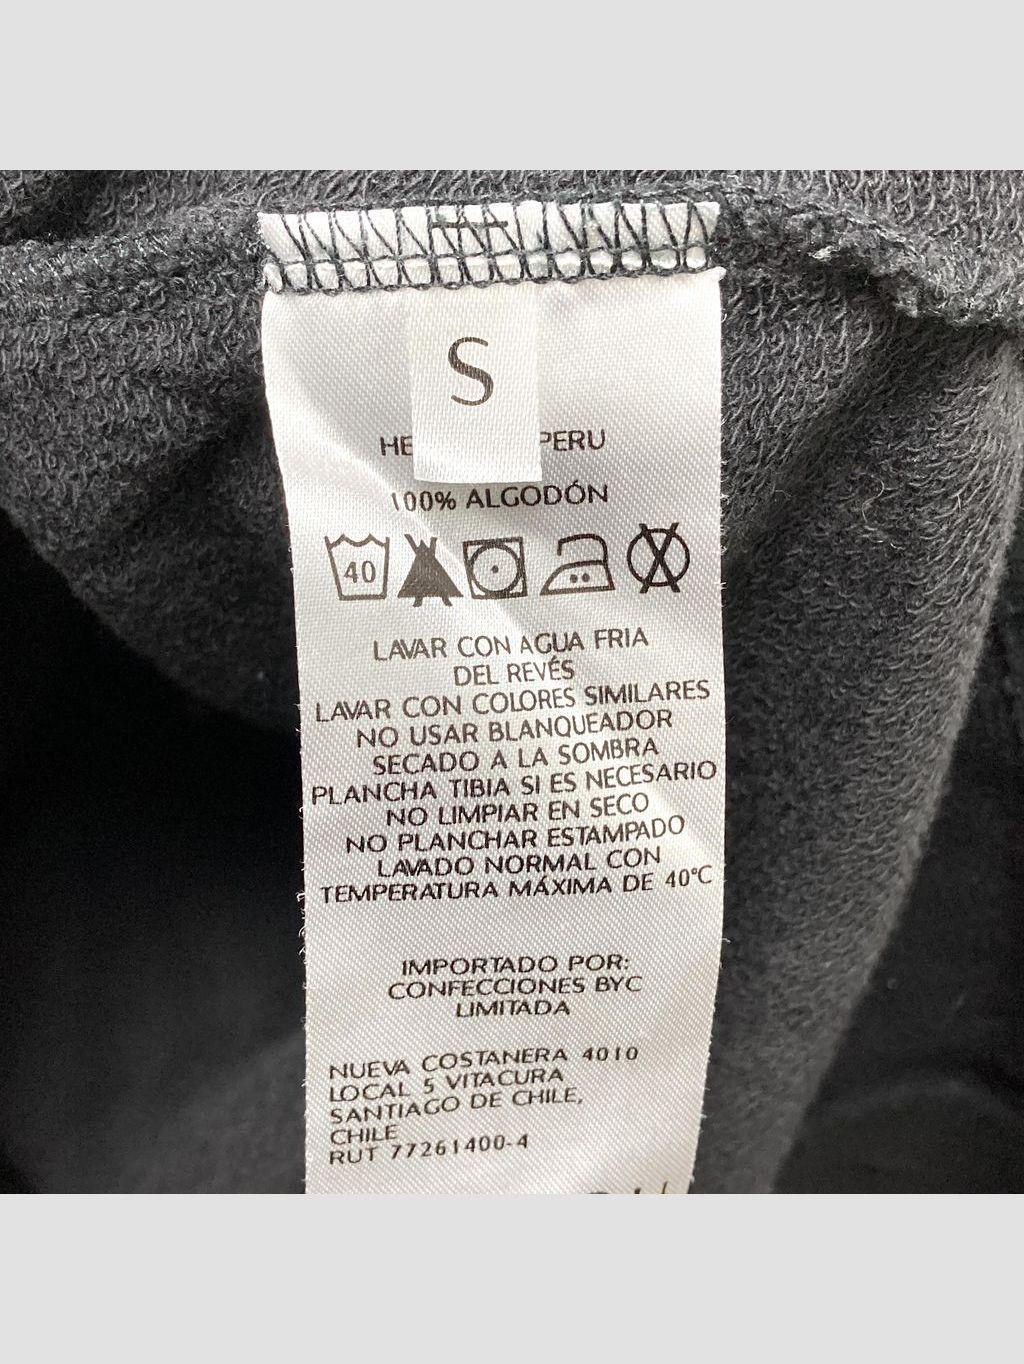 S
HE PERU
100% ALGODÓN
40
LAVAR CON AGUA FRIA
DEL REVÉS
LAVAR CON COLORES SIMILARES
NO USAR BLANQUEADOR
SECADO A LA SOMBRA
PLANCHA TIBIA SI ES NECESARIO
NO LIMPIAR EN SECO
NO PLANCHAR ESTAMPADO
LAVADO NORMAL CON
TEMPERATURA MÁXIMA DE 40°C
IMPORTADO POR:
CONFECCIONES BYC
LIMITADA
NUEVA COSTANERA 4010
LOCAL 5 VITACURA
SANTIAGO DE CHILE,
CHILE
RUT 77261400-4